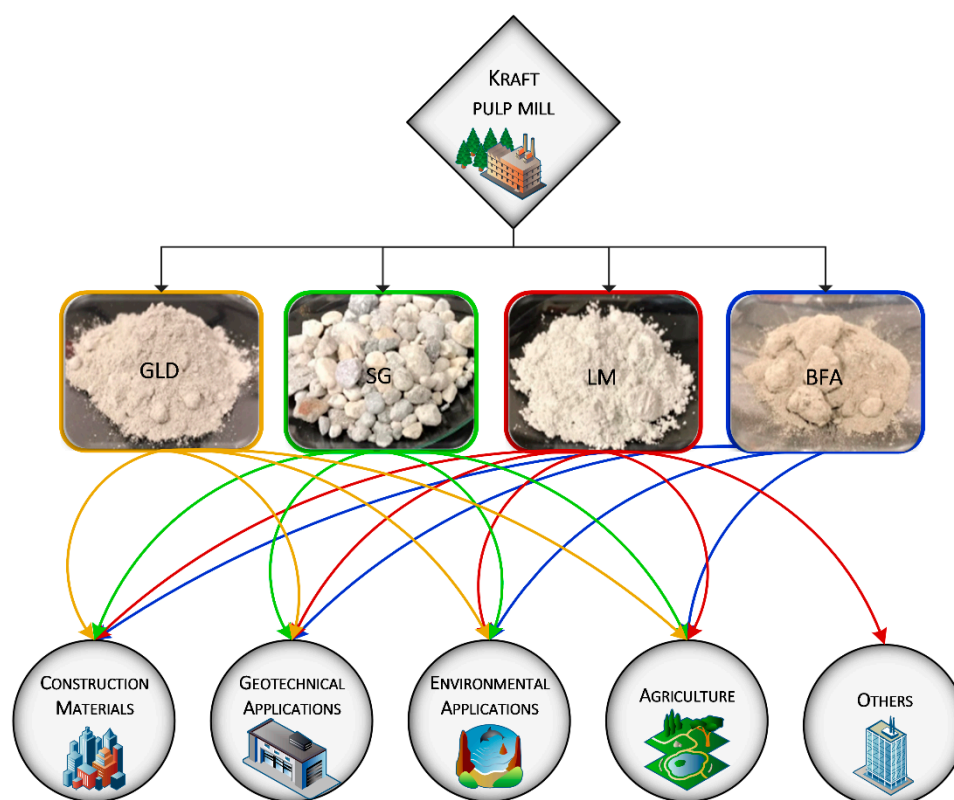 KRAFT
PULP MILL
GLD
SG
LM
BFA
CONSTRUCTION
MATERIALS
GEOTECHNICAL
APPLICATIONS
ENVIRONMENTAL
APPLICATIONS
AGRICULTURE
OTHERS